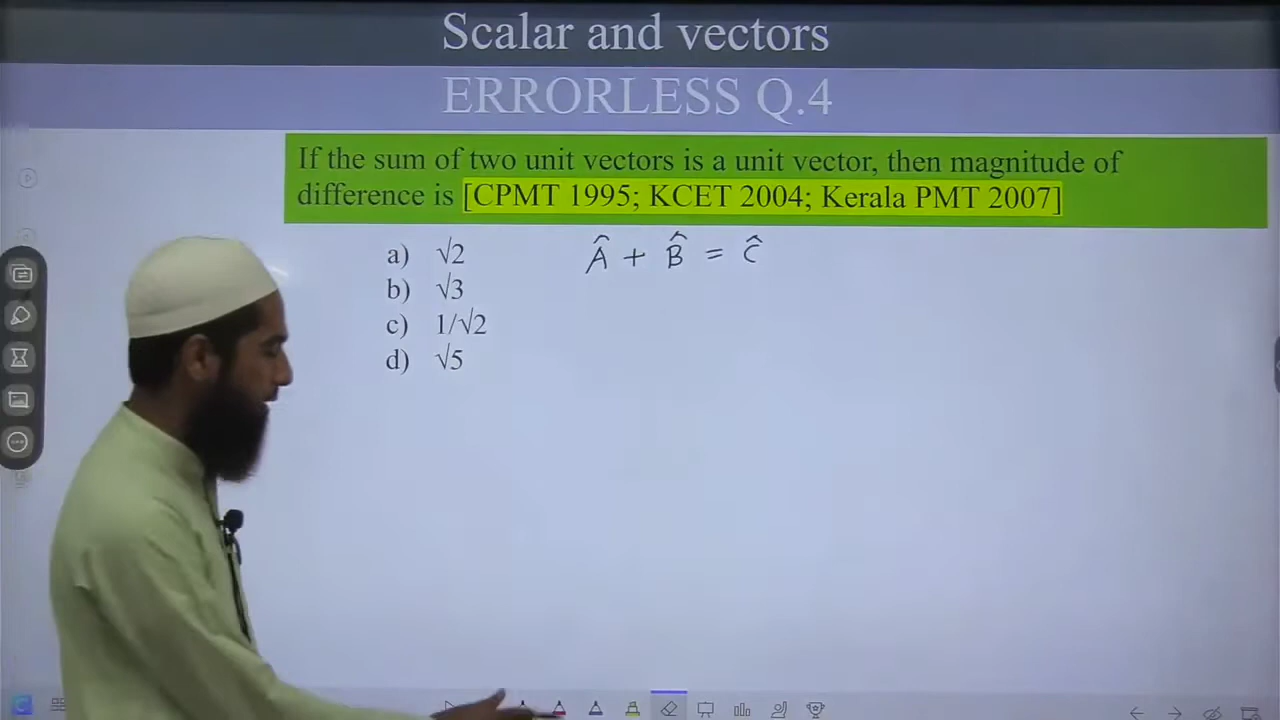 Scalar and vectors
ERRORLESS Q.4
If the sum of two unit vectors is a unit vector, then magnitude of
difference is [CPMT 1995; KCET 2004; Kerala PMT 2007]
a) √2
b) √3
c) 1/√2
d) √5
Â + B̂ = Ĉ